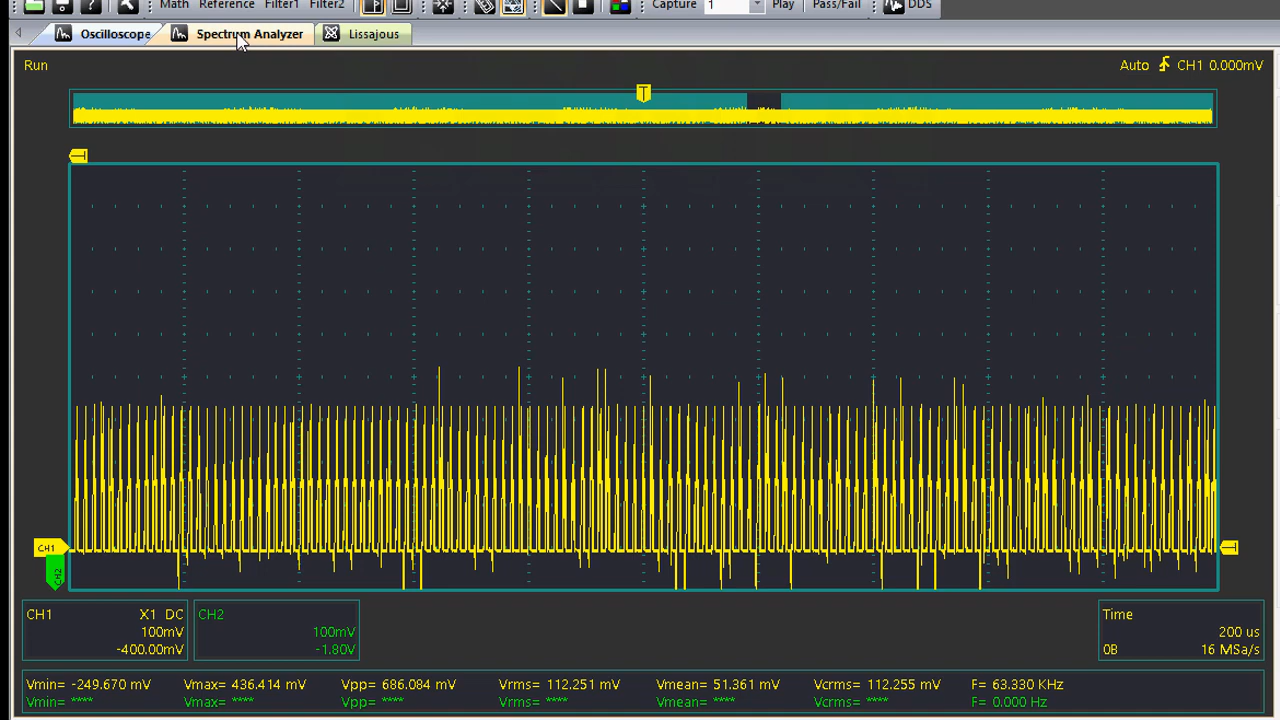 Math Reference Filter1 Filter2 Capture 1 Play Pass/Fail DDS
Oscilloscope Spectrum Analyzer Lissajous
Run Auto CH1 0.000mV
T
CH1
CH2
CH1 X1 DC
100mV
-400.00mV
CH2
100mV
-1.80V
Time
200 us
0B 16 MSa/s
Vmin= -249.670 mV Vmax= 436.414 mV Vpp= 686.084 mV Vrms= 112.251 mV Vmean= 51.361 mV Vcrms= 112.255 mV F= 63.330 KHz
Vmin= **** Vmax= **** Vpp= **** Vrms= **** Vmean= **** Vcrms= **** F= 0.000 Hz